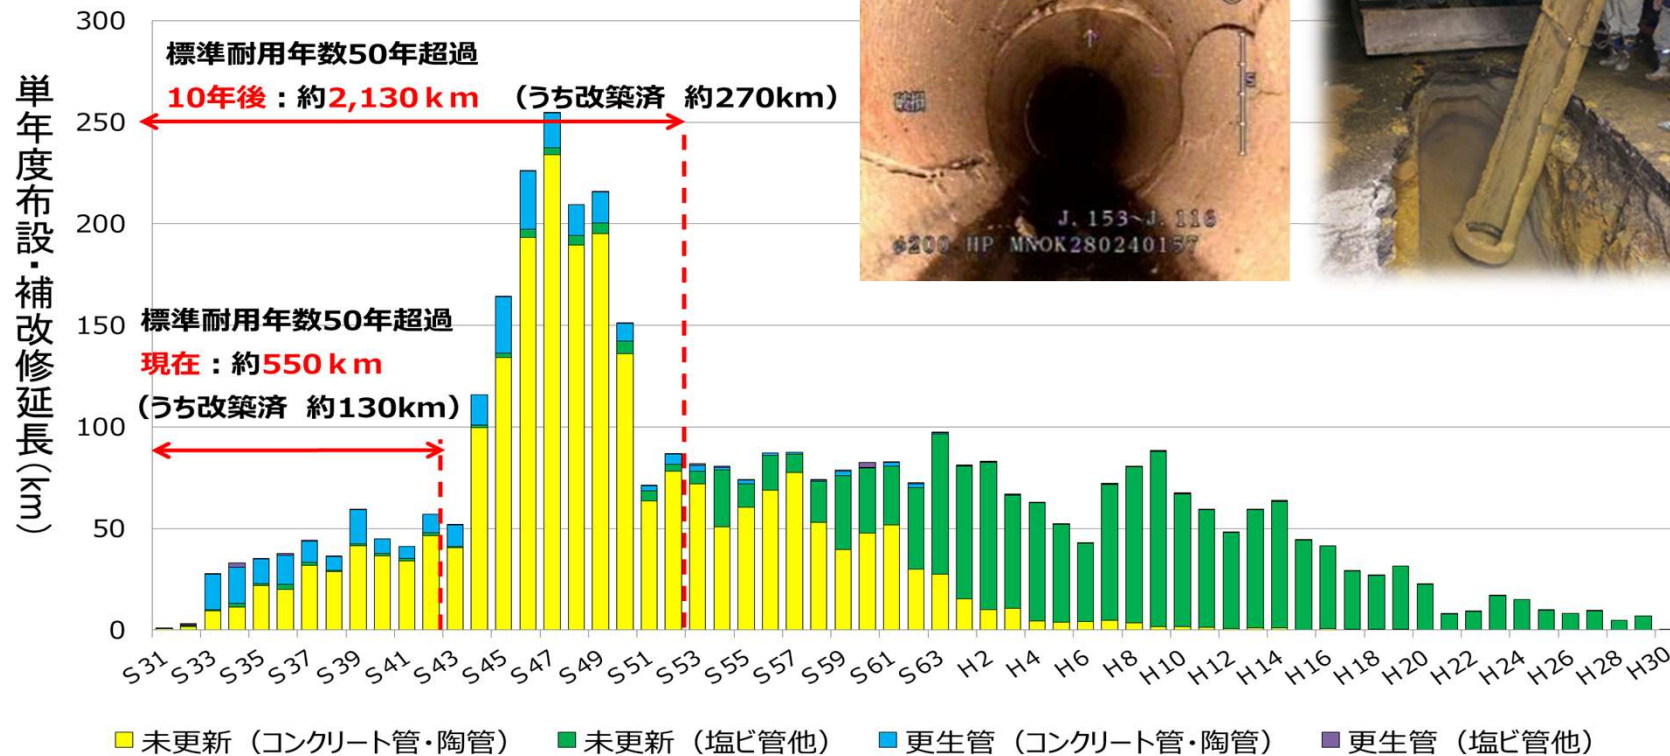 単年度布設・補改修延長(km)
300
250
200
150
100
50
0
標準耐用年数50年超過
10年後：約2,130ｋｍ （うち改築済 約270km）
標準耐用年数50年超過
現在：約550ｋｍ
（うち改築済 約130km）
J. 153~J. 116
φ200 HP MNOK280240157
S31 S33 S35 S37 S39 S41 S43 S45 S47 S49 S51 S53 S55 S57 S59 S61 S63 H2 H4 H6 H8 H10 H12 H14 H16 H18 H20 H22 H24 H26 H28 H30
未更新（コンクリート管・陶管） 未更新（塩ビ管他） 更生管（コンクリート管・陶管） 更生管（塩ビ管他）